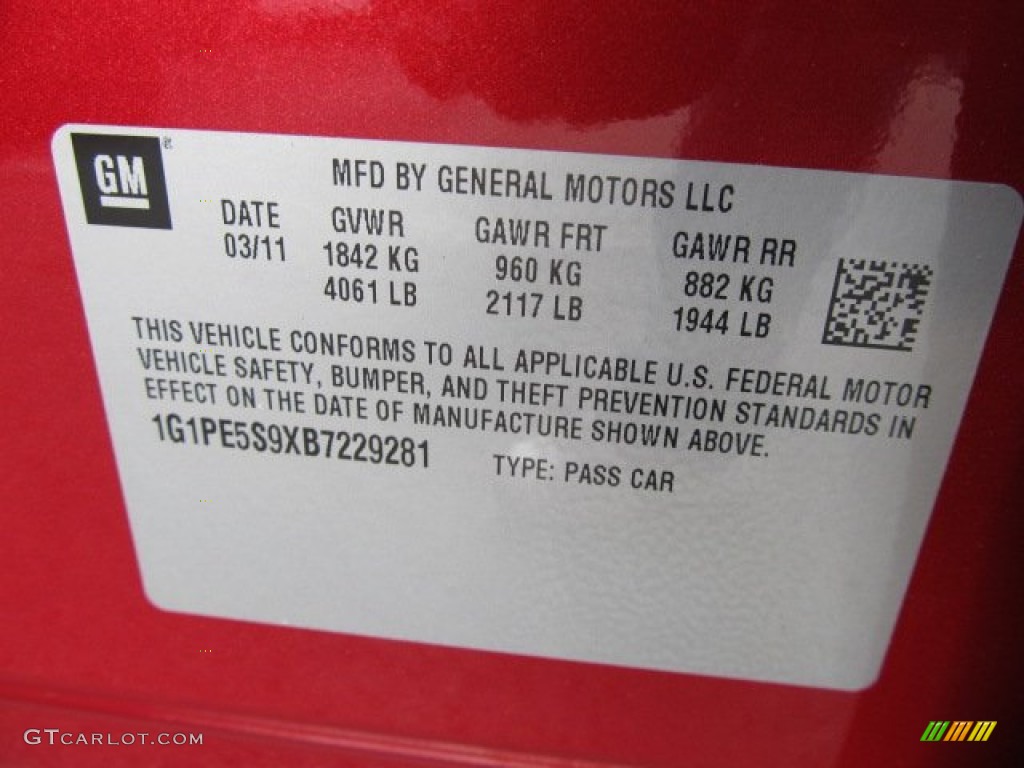 GM
MFD BY GENERAL MOTORS LLC
DATE GVWR GAWR FRT GAWR RR
03/11 1842 KG 960 KG 882 KG
4061 LB 2117 LB 1944 LB
THIS VEHICLE CONFORMS TO ALL APPLICABLE U.S. FEDERAL MOTOR
VEHICLE SAFETY, BUMPER, AND THEFT PREVENTION STANDARDS IN
EFFECT ON THE DATE OF MANUFACTURE SHOWN ABOVE.
1G1PE5S9XB7229281 TYPE: PASS CAR
GTCARLOT.COM